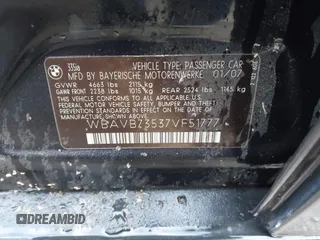 335i
VEHICLE TYPE: PASSENGER CAR
MFD BY BAYERISCHE MOTORENWERKE 01/07
GVWR 4663 lbs 2115 kg
GAWR FRONT 2238 lbs 1015 kg REAR 2524 lbs 1145 kg
THIS VEHICLE CONFORMS TO ALL APPLICABLE
FEDERAL MOTOR VEHICLE SAFETY, BUMPER
AND THEFT PREVENTION STANDARDS IN EFFECT
ON THE DATE OF MANUFACTURE SHOWN ABOVE.
WBAVB73537VF51777
DREAMBID